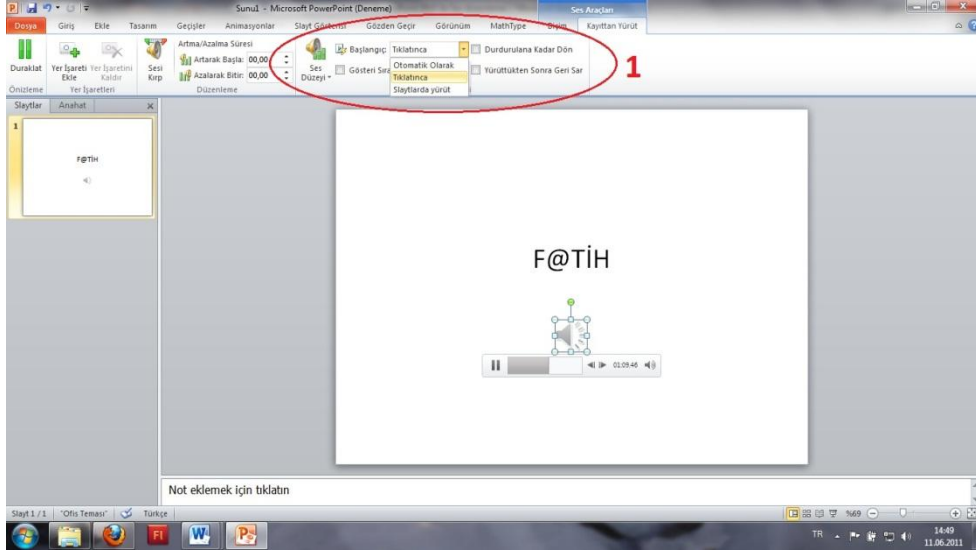 Sunu1 - Microsoft PowerPoint (Deneme)
Ses Araçları
Dosya Giriş Ekle Tasarım Geçişler Animasyonlar Slayt Gösterisi Gözden Geçir Görünüm MathType Biçim Kayıttan Yürüt
Duraklat
Yer İşareti Ekle
Yer İşaretini Kaldır
Sesi Kırp
Artma/Azalma Süresi
Artarak Başla: 00,00
Azalarak Bitir: 00,00
Ses Düzeyi
Başlangıç: Tıklatınca
Otomatik Olarak
Tıklatınca
Slaytlarda yürüt
Gösteri Sıra
Durdurulana Kadar Dön
Yürüttükten Sonra Geri Sar
1
Önizleme Yer İşaretleri Düzenleme
Slaytlar Anahat
1
F@TİH
F@TİH
01:09.46
Not eklemek için tıklatın
Slayt 1 / 1 "Ofis Teması" Türkçe %69
Fl W P
TR 14:49
11.06.2011